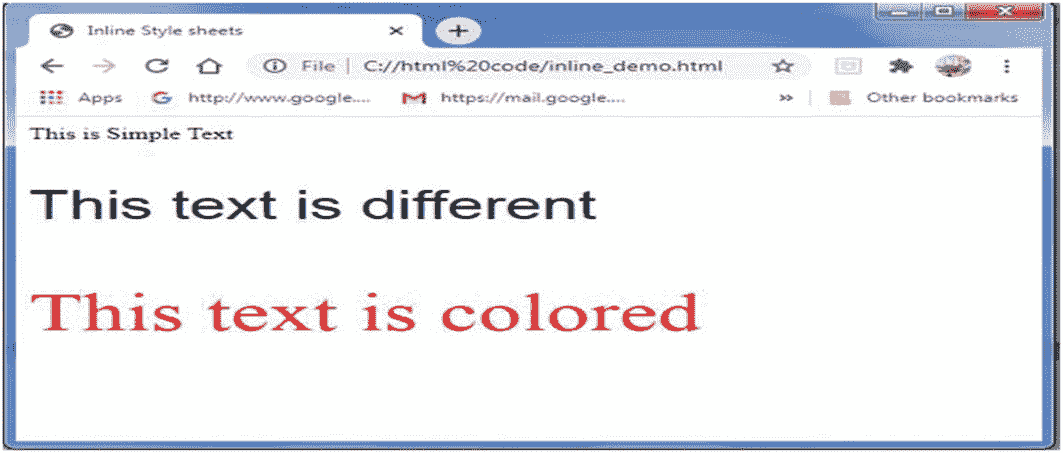 Inline Style sheets
File | C://html%20code/inline_demo.html
Apps http://www.google.... https://mail.google.... » Other bookmarks
This is Simple Text
This text is different
This text is colored